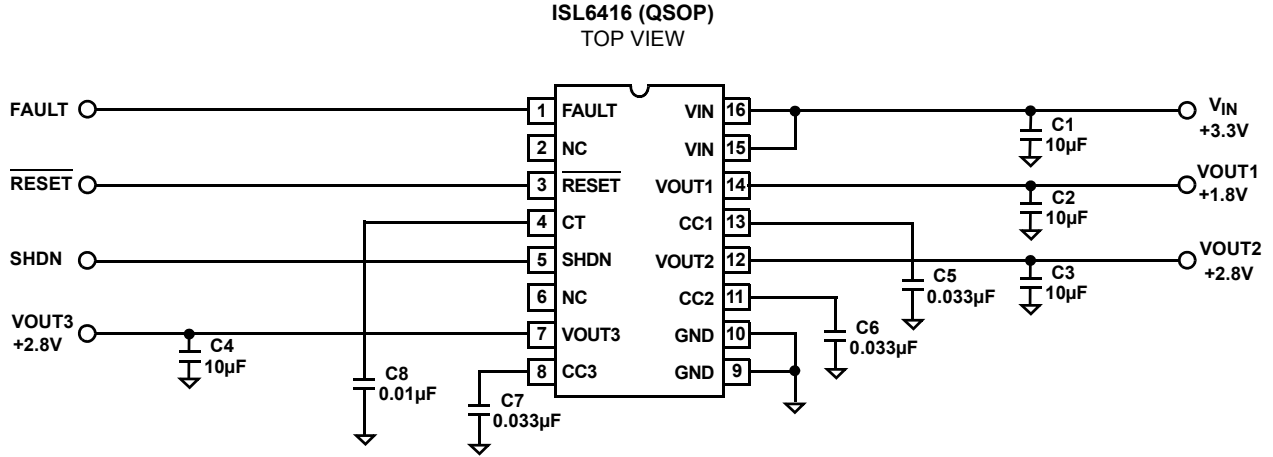 ISL6416 (QSOP)
TOP VIEW
FAULT
RESET
SHDN
VOUT3
+2.8V
C4
10µF
C8
0.01µF
C7
0.033µF
1 FAULT
2 NC
3 RESET
4 CT
5 SHDN
6 NC
7 VOUT3
8 CC3
VIN 16
VIN 15
VOUT1 14
CC1 13
VOUT2 12
CC2 11
GND 10
GND 9
C1
10µF
C2
10µF
C3
10µF
C5
0.033µF
C6
0.033µF
VIN
+3.3V
VOUT1
+1.8V
VOUT2
+2.8V